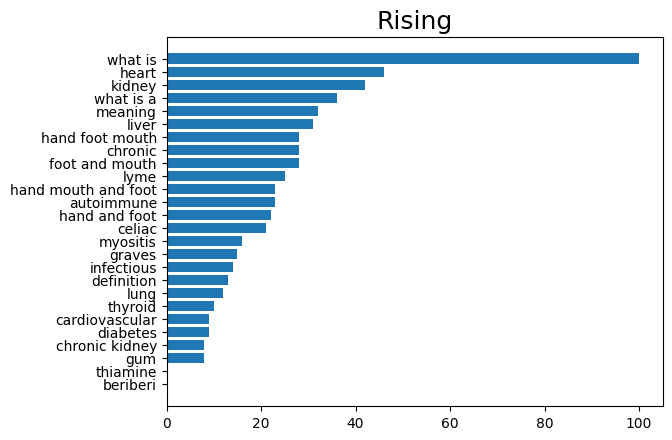 Rising
what is
heart
kidney
what is a
meaning
liver
hand foot mouth
chronic
foot and mouth
lyme
hand mouth and foot
autoimmune
hand and foot
celiac
myositis
graves
infectious
definition
lung
thyroid
cardiovascular
diabetes
chronic kidney
gum
thiamine
beriberi
0 20 40 60 80 100